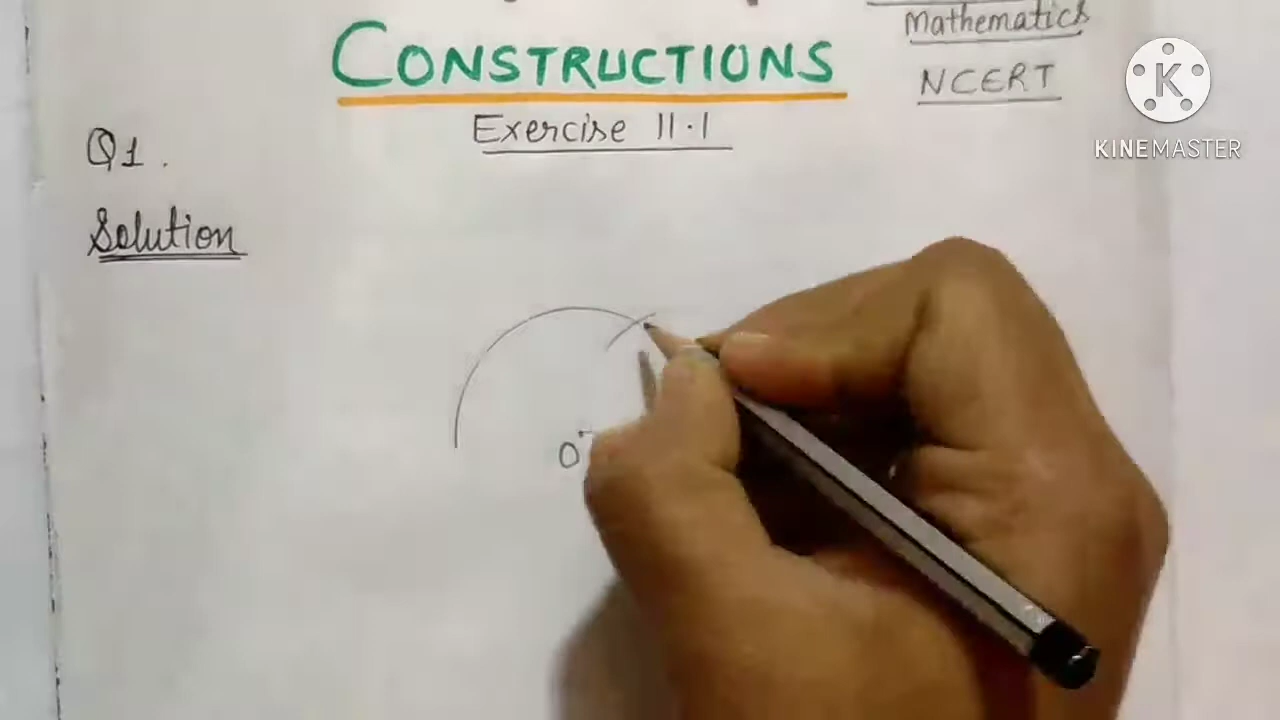 CONSTRUCTIONS
Mathematics
NCERT
Exercise 11.1
Q1.
Solution
O
K
KINEMASTER